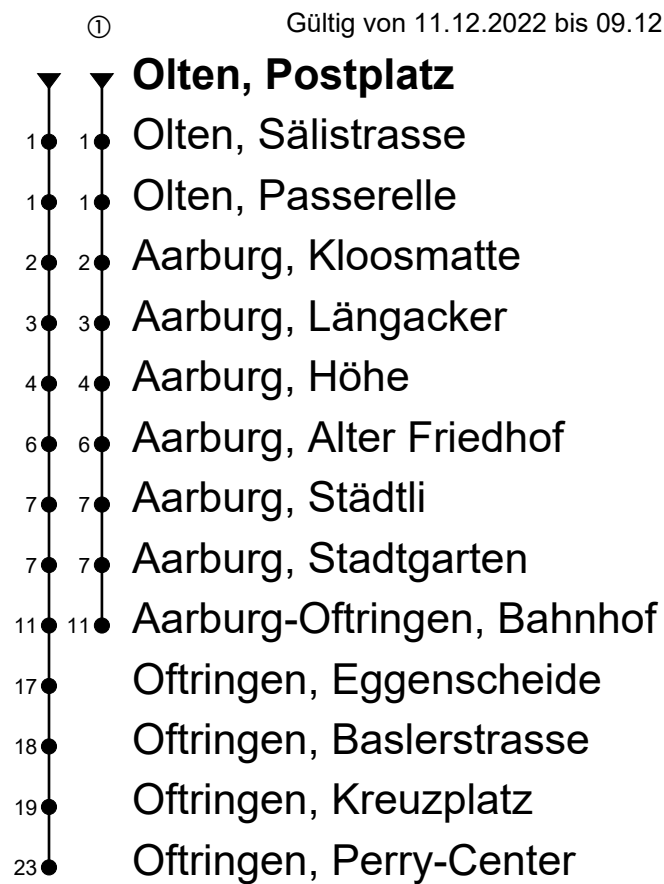 ① Gültig von 11.12.2022 bis 09.12
Olten, Postplatz
1 1 Olten, Sälistrasse
1 1 Olten, Passerelle
2 2 Aarburg, Kloosmatte
3 3 Aarburg, Längacker
4 4 Aarburg, Höhe
6 6 Aarburg, Alter Friedhof
7 7 Aarburg, Städtli
7 7 Aarburg, Stadtgarten
11 11 Aarburg-Oftringen, Bahnhof
17 Oftringen, Eggenscheide
18 Oftringen, Baslerstrasse
19 Oftringen, Kreuzplatz
23 Oftringen, Perry-Center